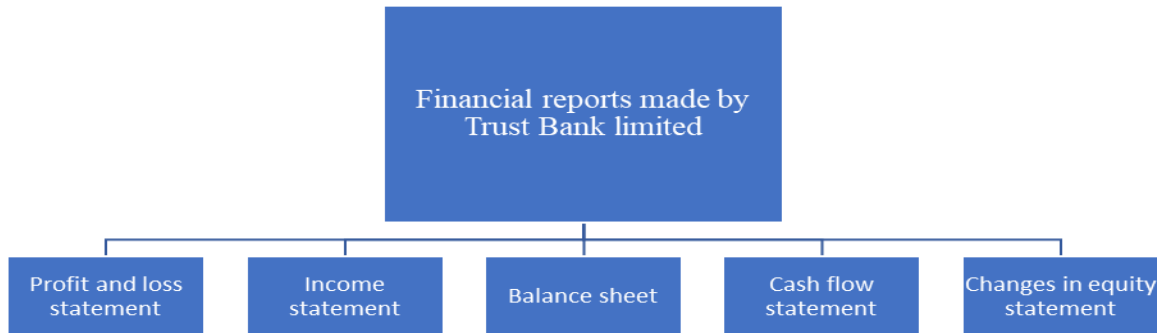 Financial reports made by
Trust Bank limited
Profit and loss
statement
Income
statement
Balance sheet
Cash flow
statement
Changes in equity
statement